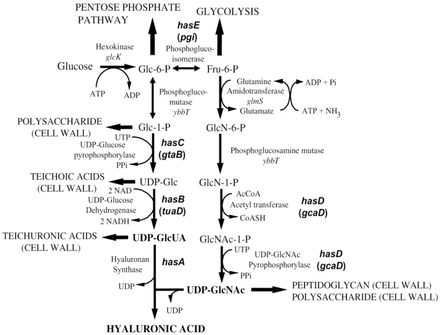 PENTOSE PHOSPHATE
PATHWAY
hasE
(pgi)
GLYCOLYSIS
Hexokinase
glcK
Phosphogluco-
isomerase
Glucose
Glc-6-P
Fru-6-P
ATP
ADP
Phosphogluco-
mutase
ybbT
Glutamine
Amidotransferase
glmS
Glutamate
ADP + Pi
ATP + NH3
POLYSACCHARIDE
(CELL WALL)
Glc-1-P
GlcN-6-P
UTP
UDP-Glucose
pyrophosphorylase
PPi
hasC
(gtaB)
Phosphoglucosamine mutase
ybbT
TEICHOIC ACIDS
(CELL WALL)
UDP-Glc
GlcN-1-P
2 NAD
UDP-Glucose
Dehydrogenase
2 NADH
hasB
(tuaD)
AcCoA
Acetyl transferase
CoASH
hasD
(gcaD)
TEICHURONIC ACIDS
(CELL WALL)
UDP-GlcUA
GlcNAc-1-P
Hyaluronan
Synthase
hasA
UTP
UDP-GlcNAc
Pyrophosphorylase
PPi
hasD
(gcaD)
UDP
UDP-GlcNAc
PEPTIDOGLYCAN (CELL WALL)
POLYSACCHARIDE (CELL WALL)
UDP
HYALURONIC ACID